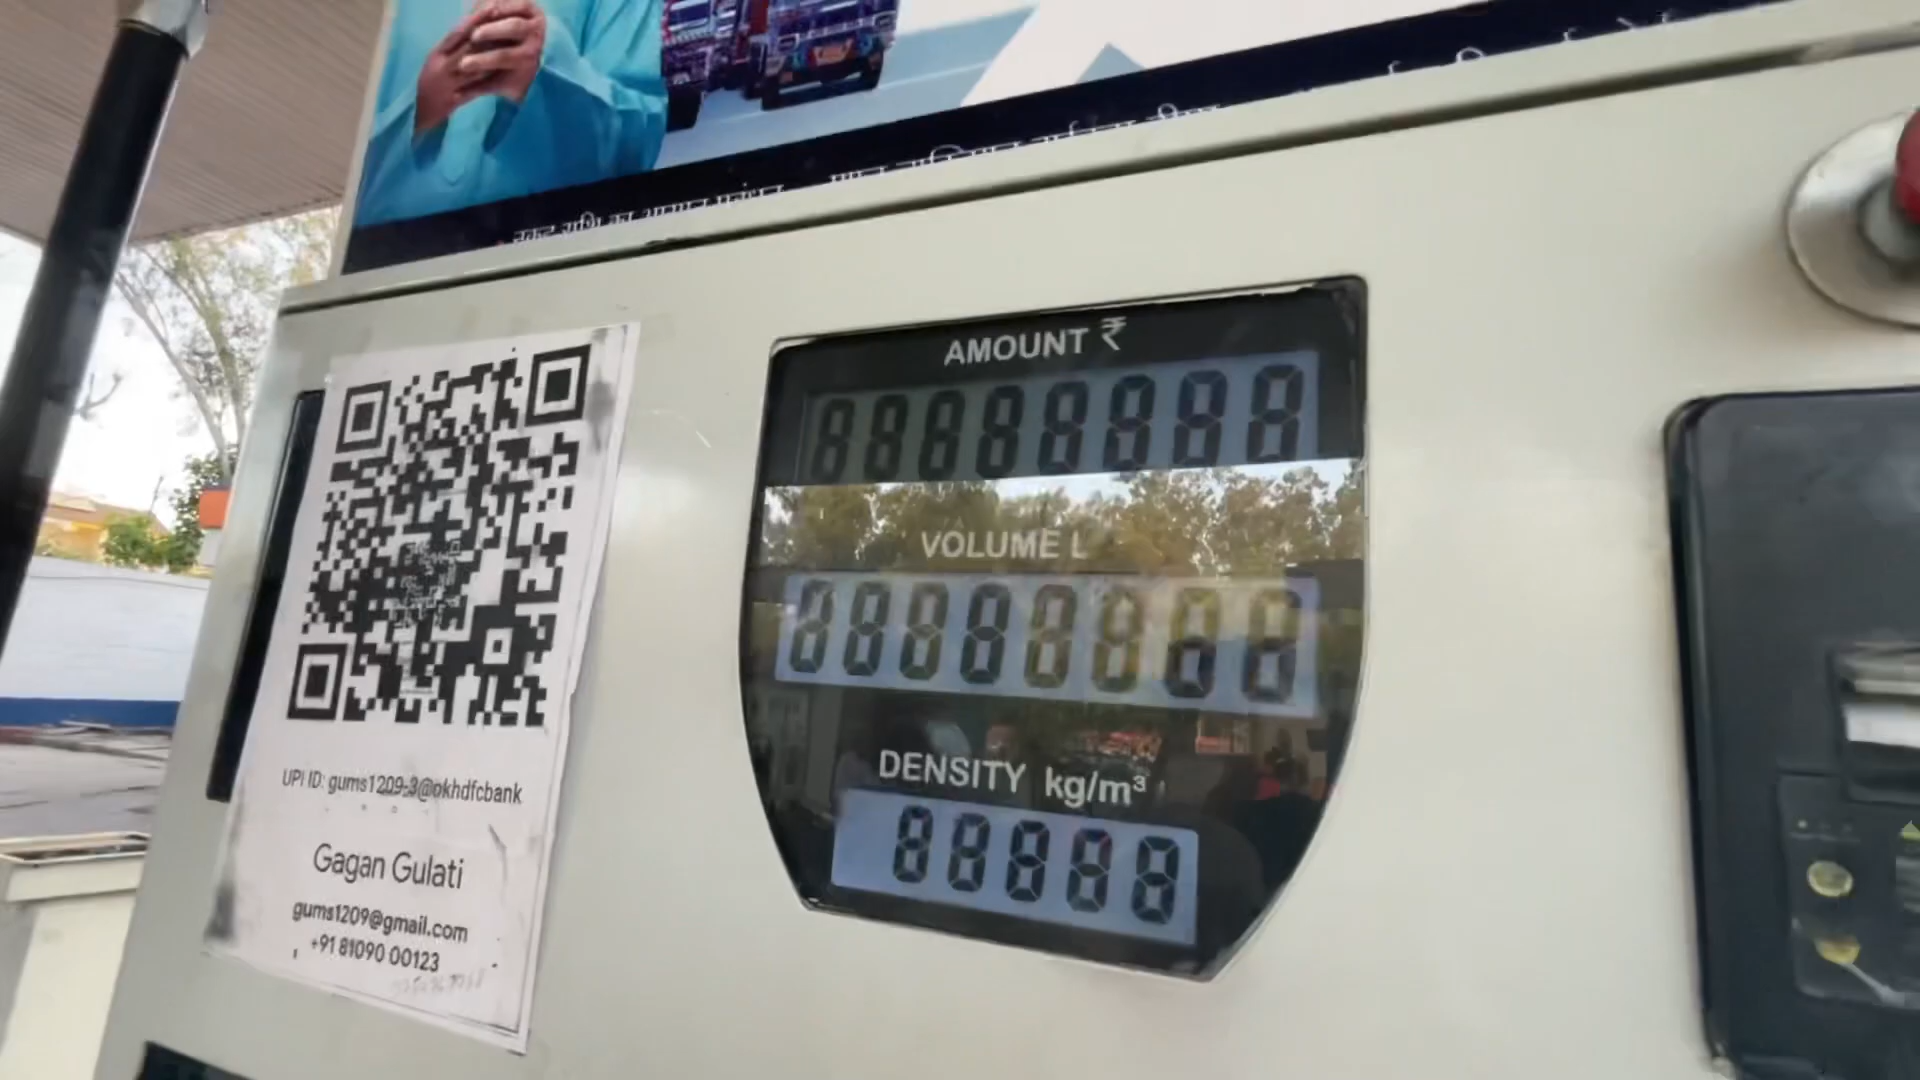 AMOUNT ₹
88888888
VOLUME L
88888888
DENSITY kg/m³
88888
UPI ID: gums1209-3@okhdfcbank
Gagan Gulati
gums1209@gmail.com
+91 81090 00123